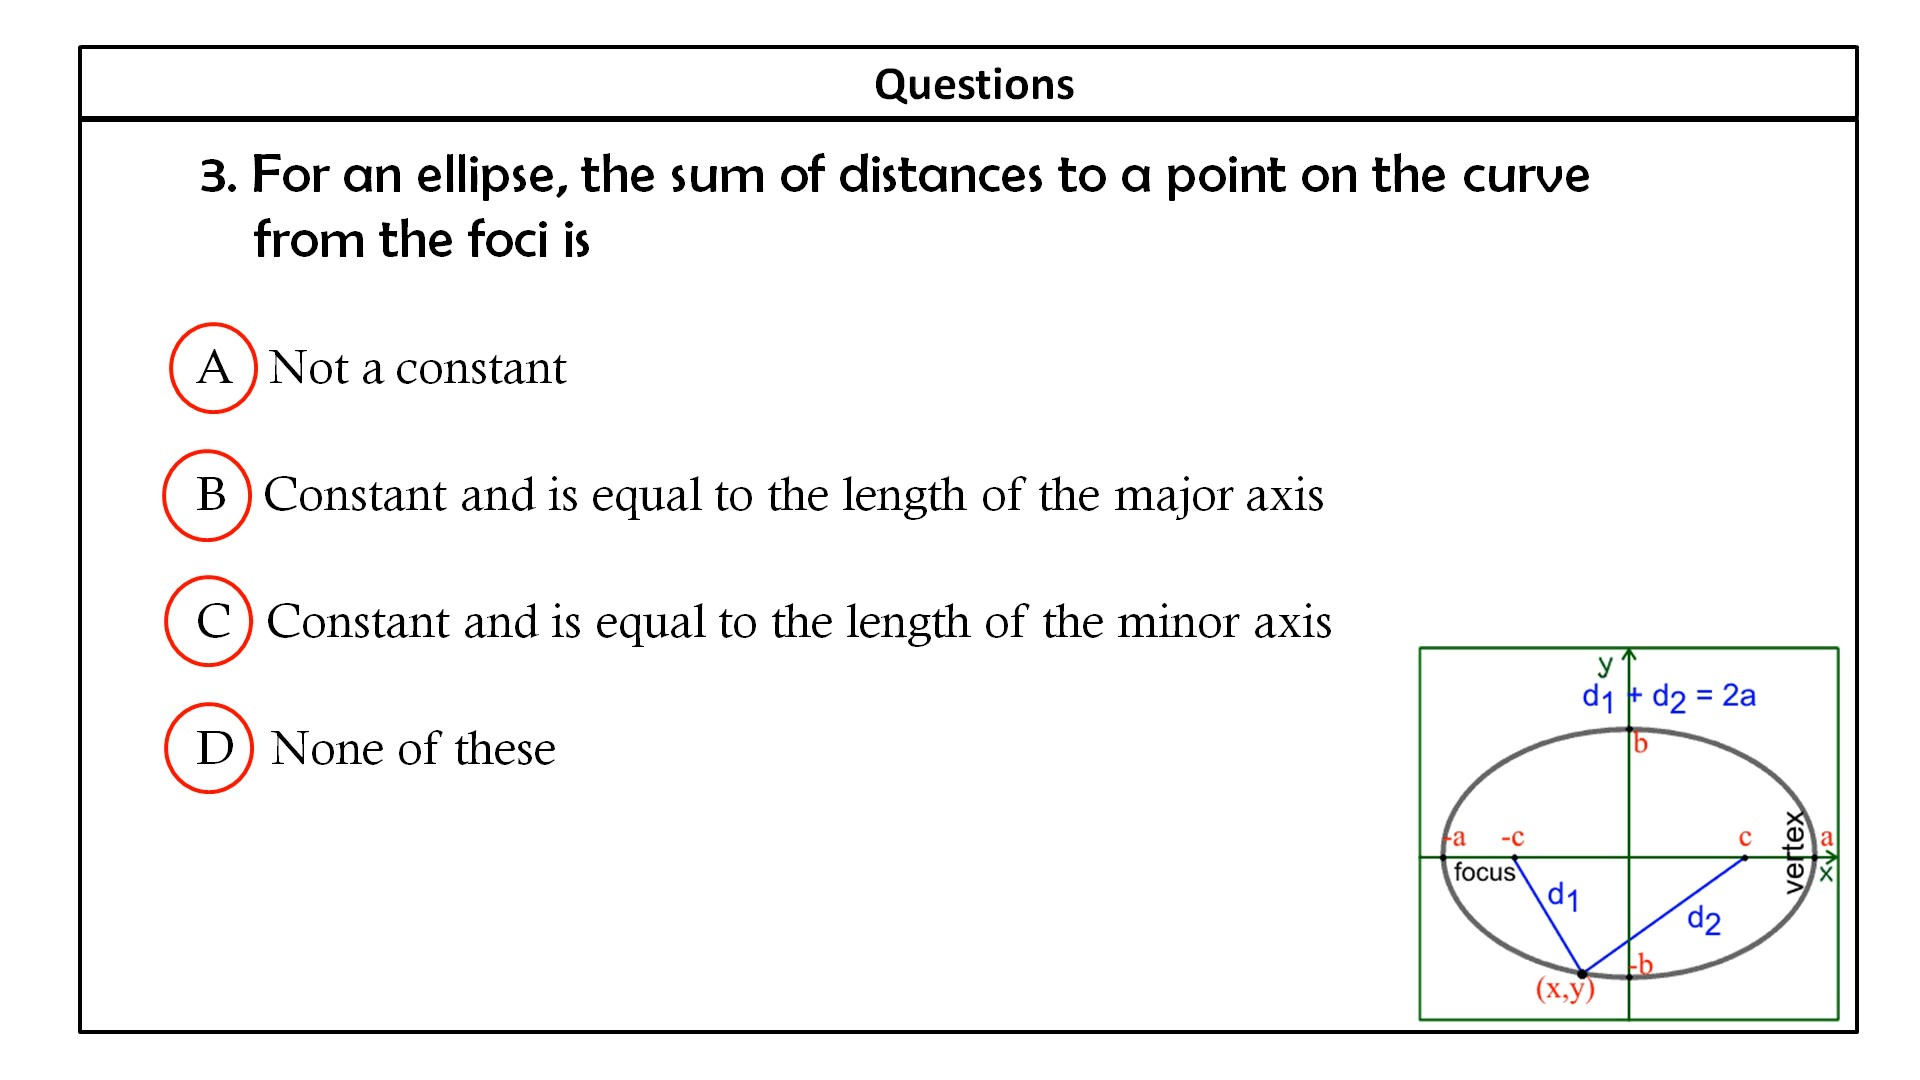 Questions
3. For an ellipse, the sum of distances to a point on the curve
from the foci is
A Not a constant
B Constant and is equal to the length of the major axis
C Constant and is equal to the length of the minor axis
D None of these
y
d1 + d2 = 2a
b
-a -c c a
focus vertex x
d1
d2
-b
(x,y)